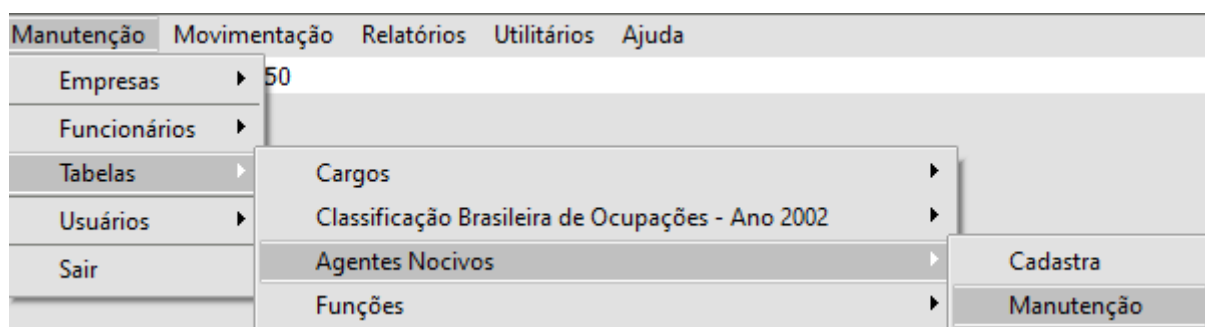 Manutenção Movimentação Relatórios Utilitários Ajuda
Empresas 50
Funcionários
Tabelas Cargos
Usuários Classificação Brasileira de Ocupações - Ano 2002
Sair Agentes Nocivos Cadastra
Funções Manutenção